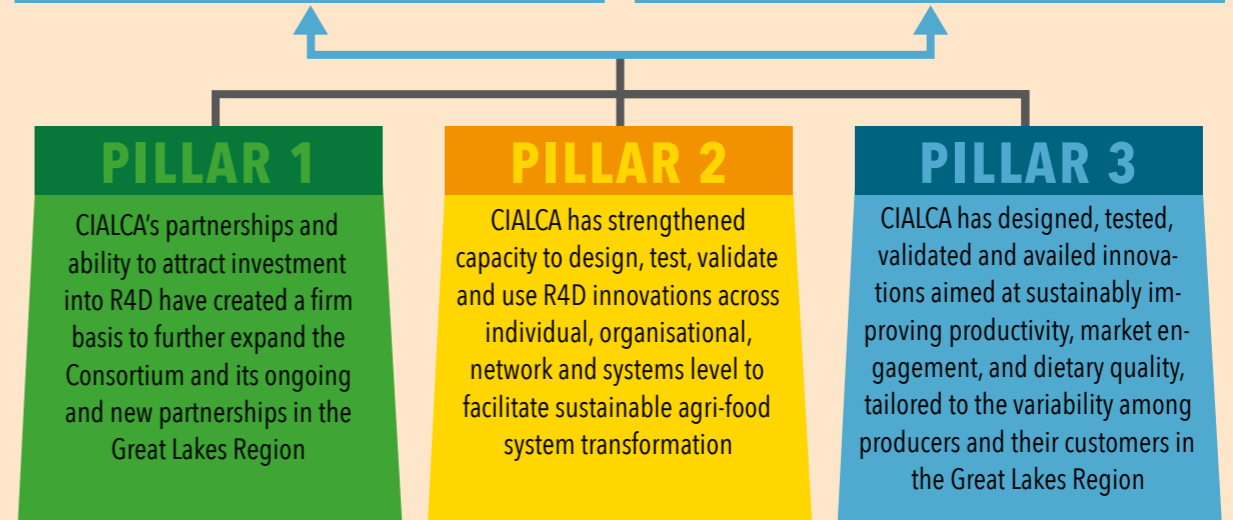 PILLAR 1
CIALCA's partnerships and
ability to attract investment
into R4D have created a firm
basis to further expand the
Consortium and its ongoing
and new partnerships in the
Great Lakes Region
PILLAR 2
CIALCA has strengthened
capacity to design, test, validate
and use R4D innovations across
individual, organisational,
network and systems level to
facilitate sustainable agri-food
system transformation
PILLAR 3
CIALCA has designed, tested,
validated and availed innova-
tions aimed at sustainably im-
proving productivity, market en-
gagement, and dietary quality,
tailored to the variability among
producers and their customers in
the Great Lakes Region